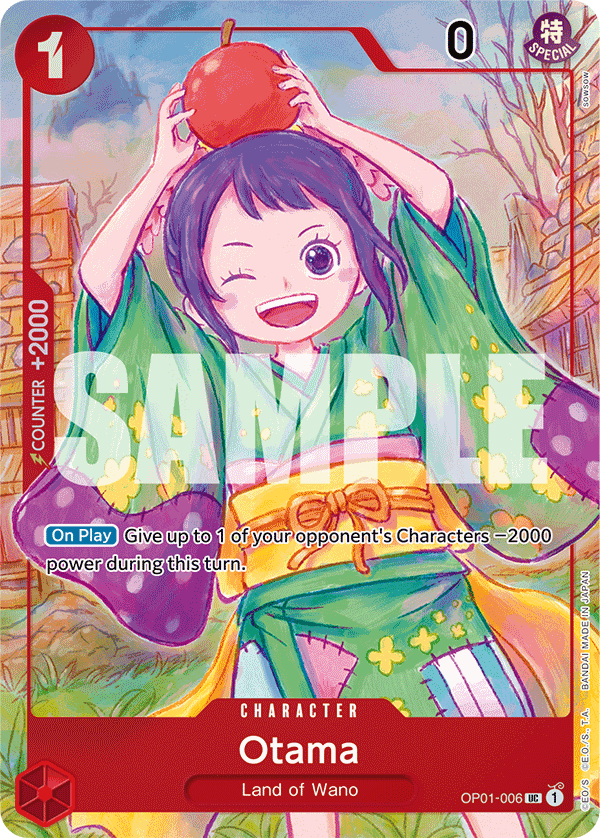 1
0
特
SPECIAL
sowsow
COUNTER +2000
SAMPLE
On Play Give up to 1 of your opponent's Characters −2000
power during this turn.
CHARACTER
Otama
Land of Wano
OP01-006 UC 1
©E.O/S ©E.O./S.,T.A. BANDAI MADE IN JAPAN